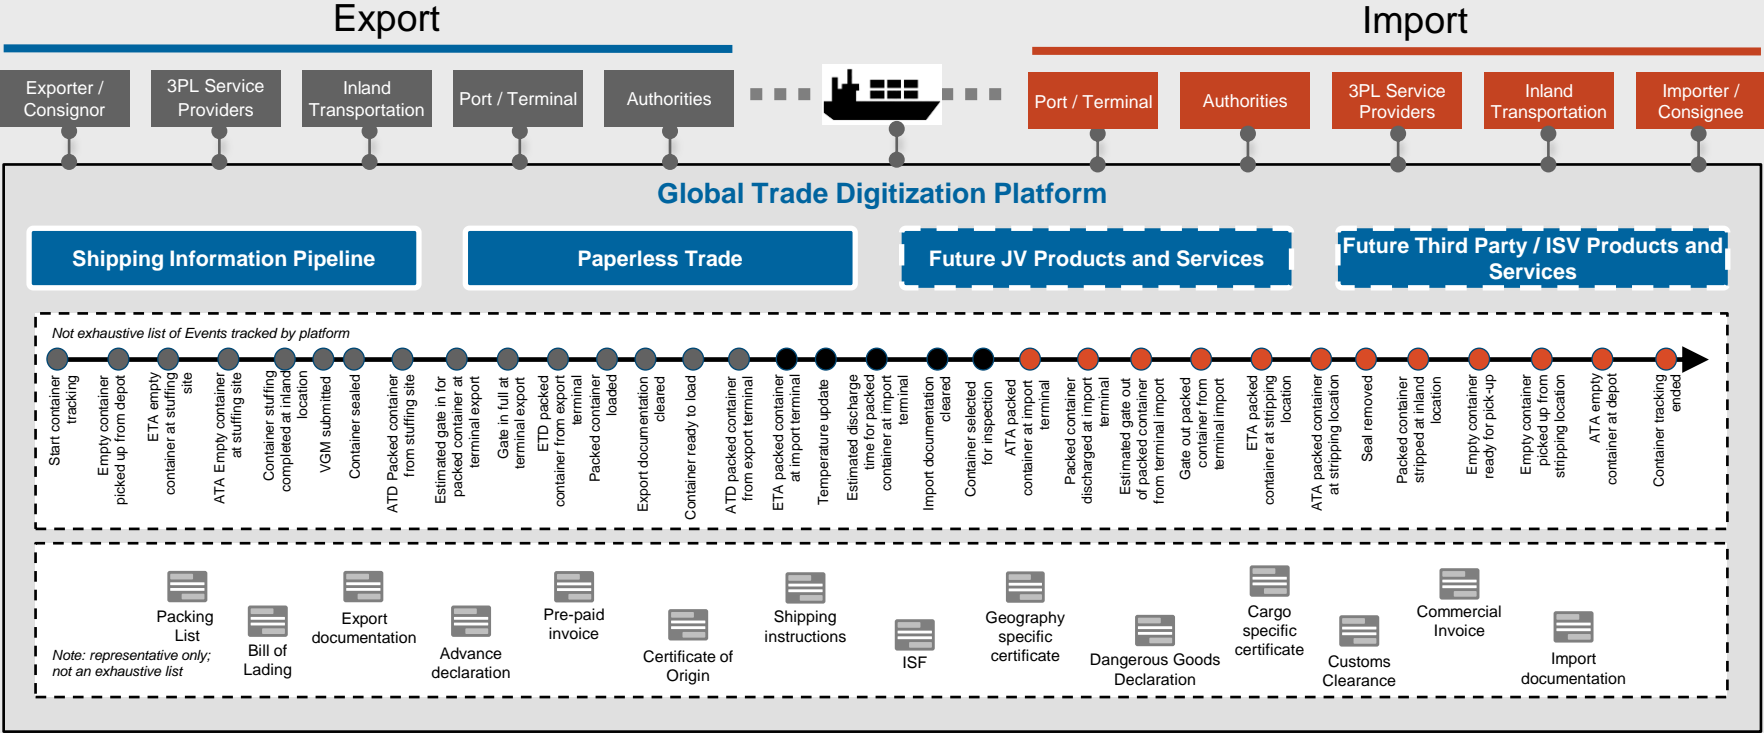 Export
Import
Exporter /
Consignor
3PL Service
Providers
Inland
Transportation
Port / Terminal
Authorities
Port / Terminal
Authorities
3PL Service
Providers
Inland
Transportation
Importer /
Consignee
Global Trade Digitization Platform
Shipping Information Pipeline
Paperless Trade
Future JV Products and Services
Future Third Party / ISV Products and
Services
Not exhaustive list of Events tracked by platform
Start container
tracking
Empty container
picked up from depot
ETA empty
container at stuffing
site
ATA Empty container
at stuffing site
Container stuffing
completed at inland
location
VGM submitted
Container sealed
ATD Packed container
from stuffing site
Estimated gate in for
packed container at
terminal export
Gate in full at
terminal export
ETD packed
container from export
terminal
Packed container
loaded
Export documentation
cleared
Container ready to load
ATD packed container
from export terminal
ETA packed container
at import terminal
Temperature update
Estimated discharge
time for packed
container at import
terminal
Import documentation
cleared
Container selected
for inspection
ATA packed
container at import
terminal
Packed container
discharged at import
terminal
Estimated gate out
of packed container
from terminal import
Gate out packed
container from
terminal import
ETA packed
container at stripping
location
ATA packed container
at stripping location
Seal removed
Packed container
stripped at inland
location
Empty container
ready for pick-up
Empty container
picked up from
stripping location
ATA empty
container at depot
Container tracking
ended
Packing
List
Bill of
Lading
Export
documentation
Advance
declaration
Pre-paid
invoice
Certificate of
Origin
Shipping
instructions
ISF
Geography
specific
certificate
Dangerous Goods
Declaration
Cargo
specific
certificate
Customs
Clearance
Commercial
Invoice
Import
documentation
Note: representative only;
not an exhaustive list